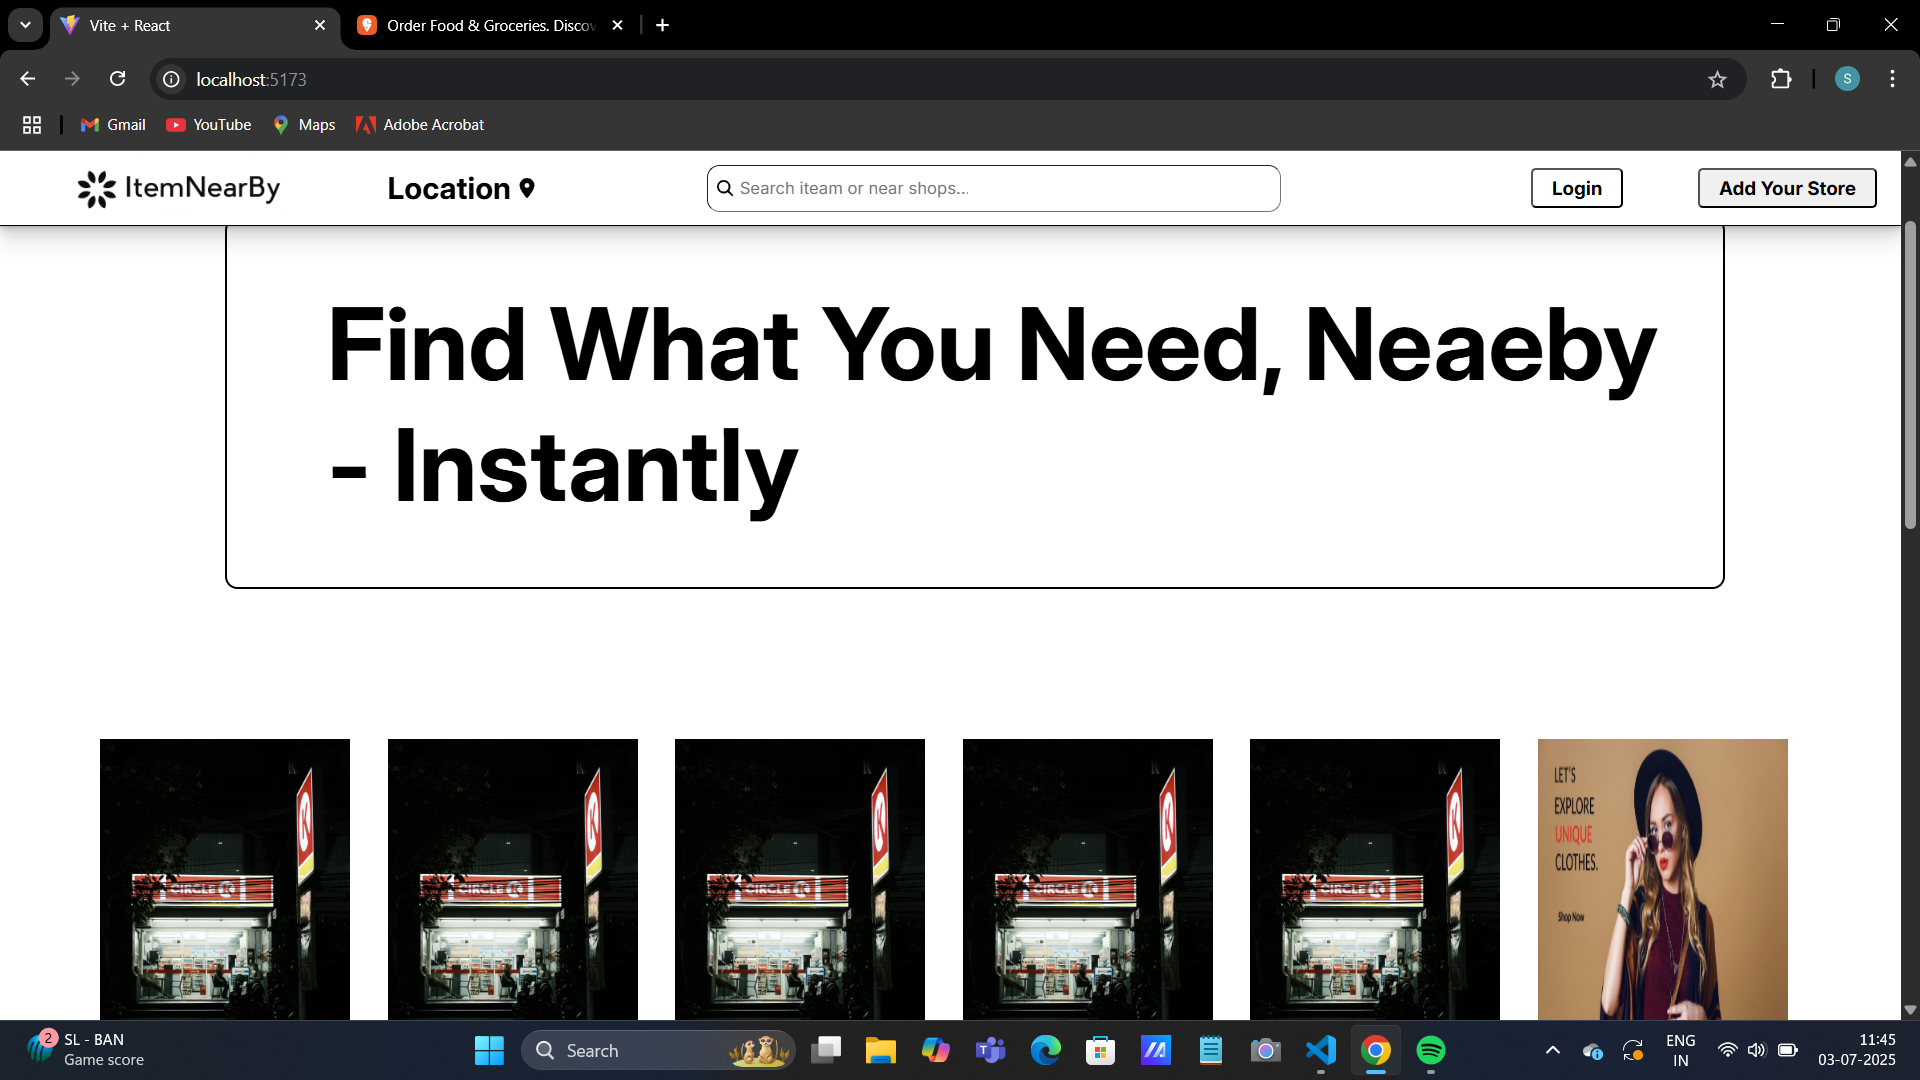 Vite + React
Order Food & Groceries. Discov
localhost:5173
S
Gmail
YouTube
Maps
Adobe Acrobat
ItemNearBy
Location
Search iteam or near shops...
Login
Add Your Store
Find What You Need, Neaeby
- Instantly
CIRCLE K
K
CIRCLE K
K
CIRCLE K
K
CIRCLE K
K
CIRCLE K
K
LET'S
EXPLORE
UNIQUE
CLOTHES.
Shop Now
2
SL - BAN
Game score
Search
ENG
IN
11:45
03-07-2025